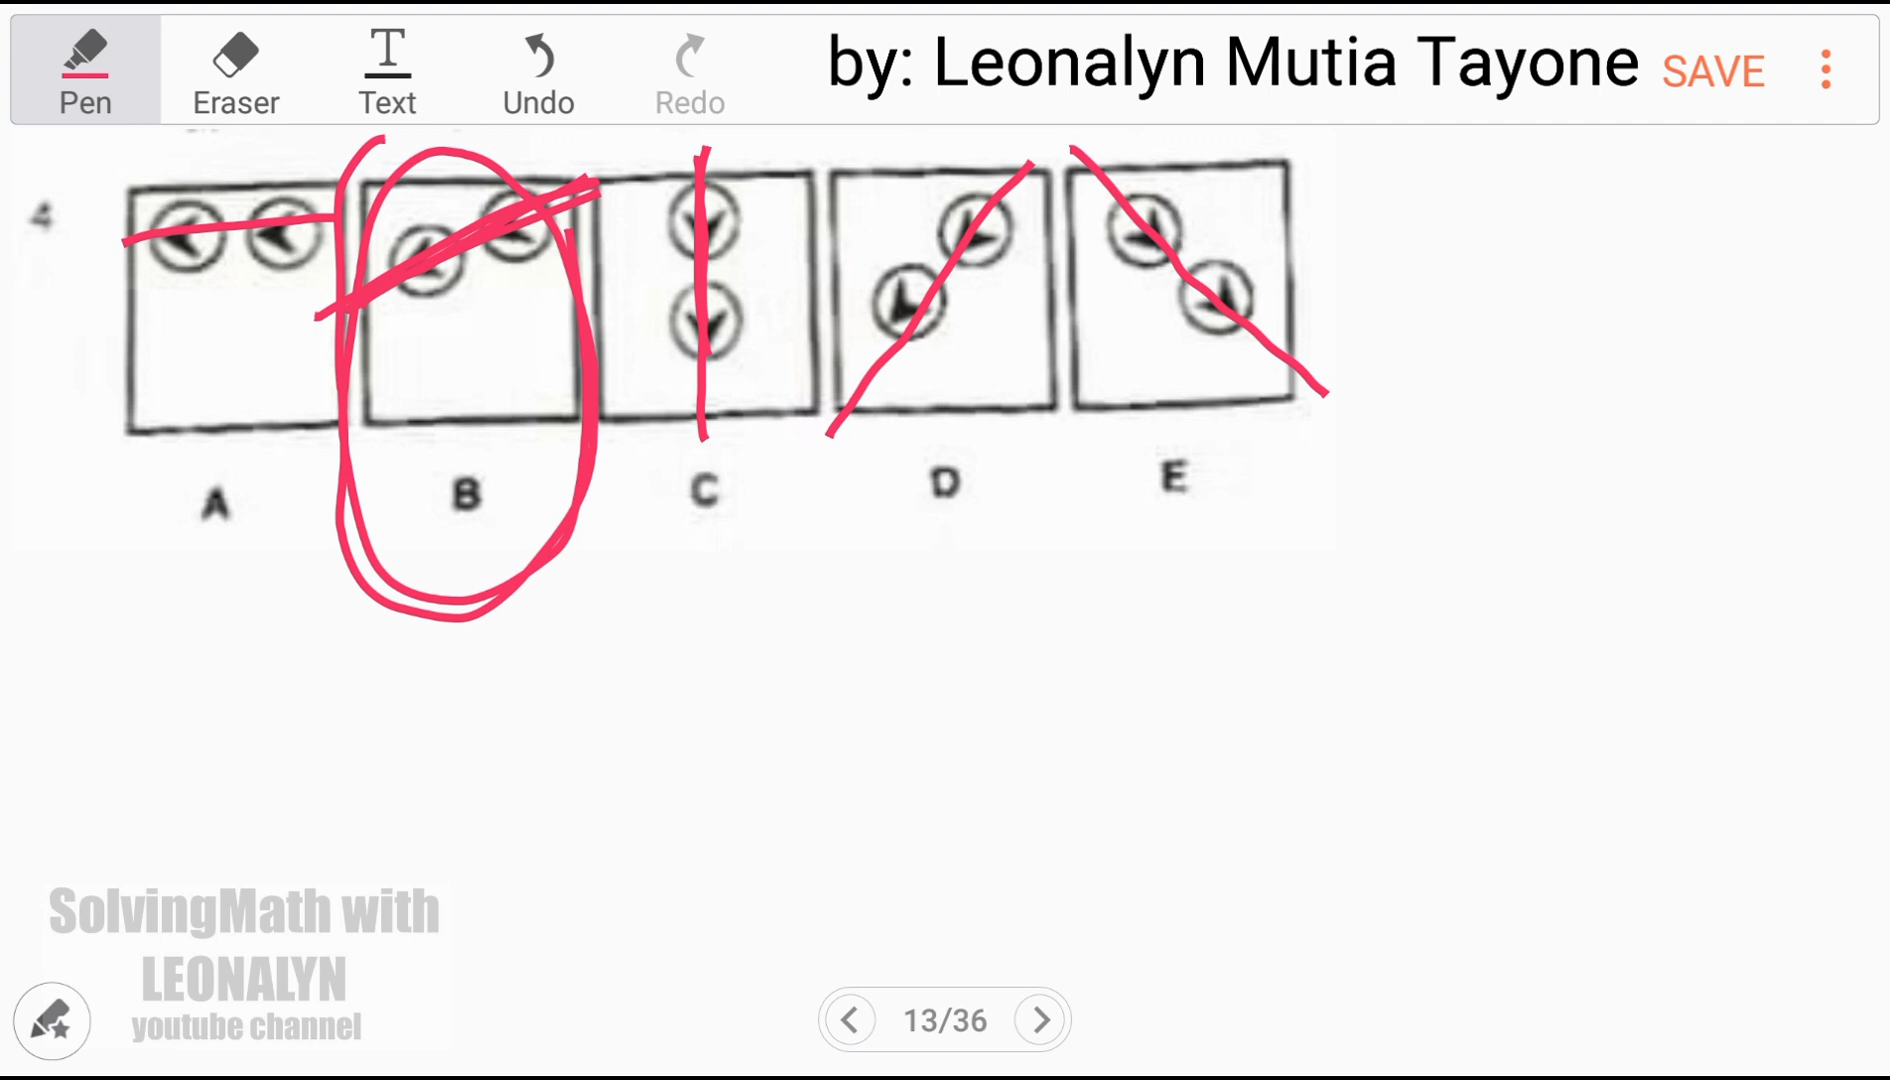 by: Leonalyn Mutia Tayone
SAVE
Pen
Eraser
Text
Undo
Redo
4
A
B
C
D
E
SolvingMath with
LEONALYN
youtube channel
13/36